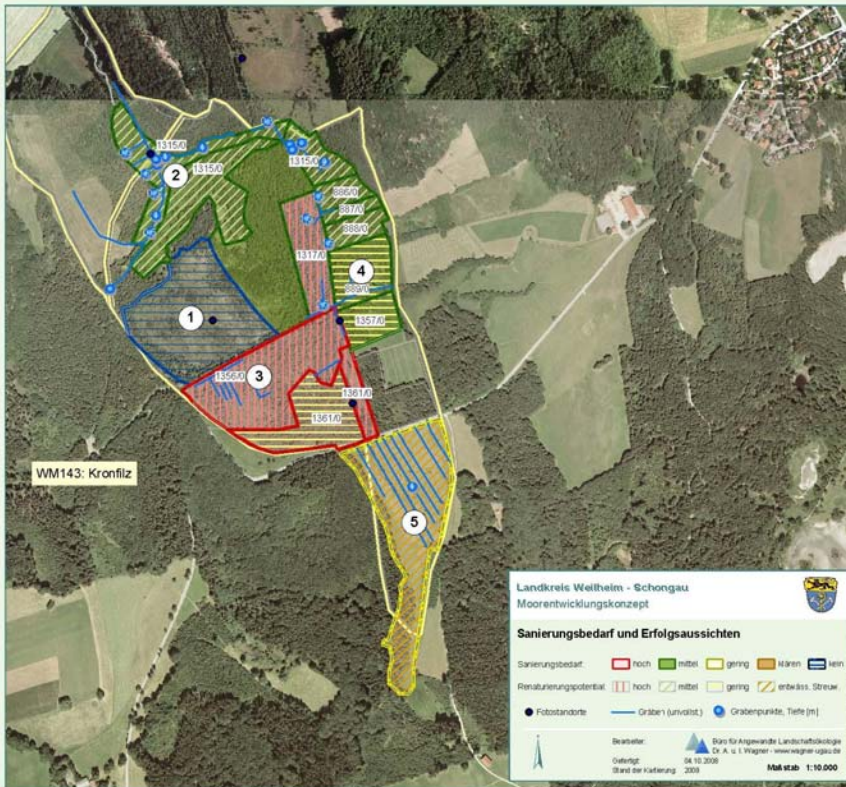 1315/0
2
1315/0
1315/0
886/0
887/0
888/0
1317/0
4
889/0
1
1357/0
3
1356/0
1361/0
1361/0
WM143: Kronfilz
5
Landkreis Weilheim - Schongau
Moorentwicklungskonzept
Sanierungsbedarf und Erfolgsaussichten
Sanierungsbedarf: hoch mittel gering klären kein
Renaturierungspotential hoch mittel gering entwäss. Streuw.
Fotostandorte Gräben (unvollst.) Grabenpunkte, Tiefe [m]
Bearbeiter: Büro für Angewandte Landschaftsökologie
Dr. A. u. I. Wagner - www.wagner-ugau.de
Gefertigt: 04.10.2008
Stand der Kartierung: 2008
Maßstab 1:10.000